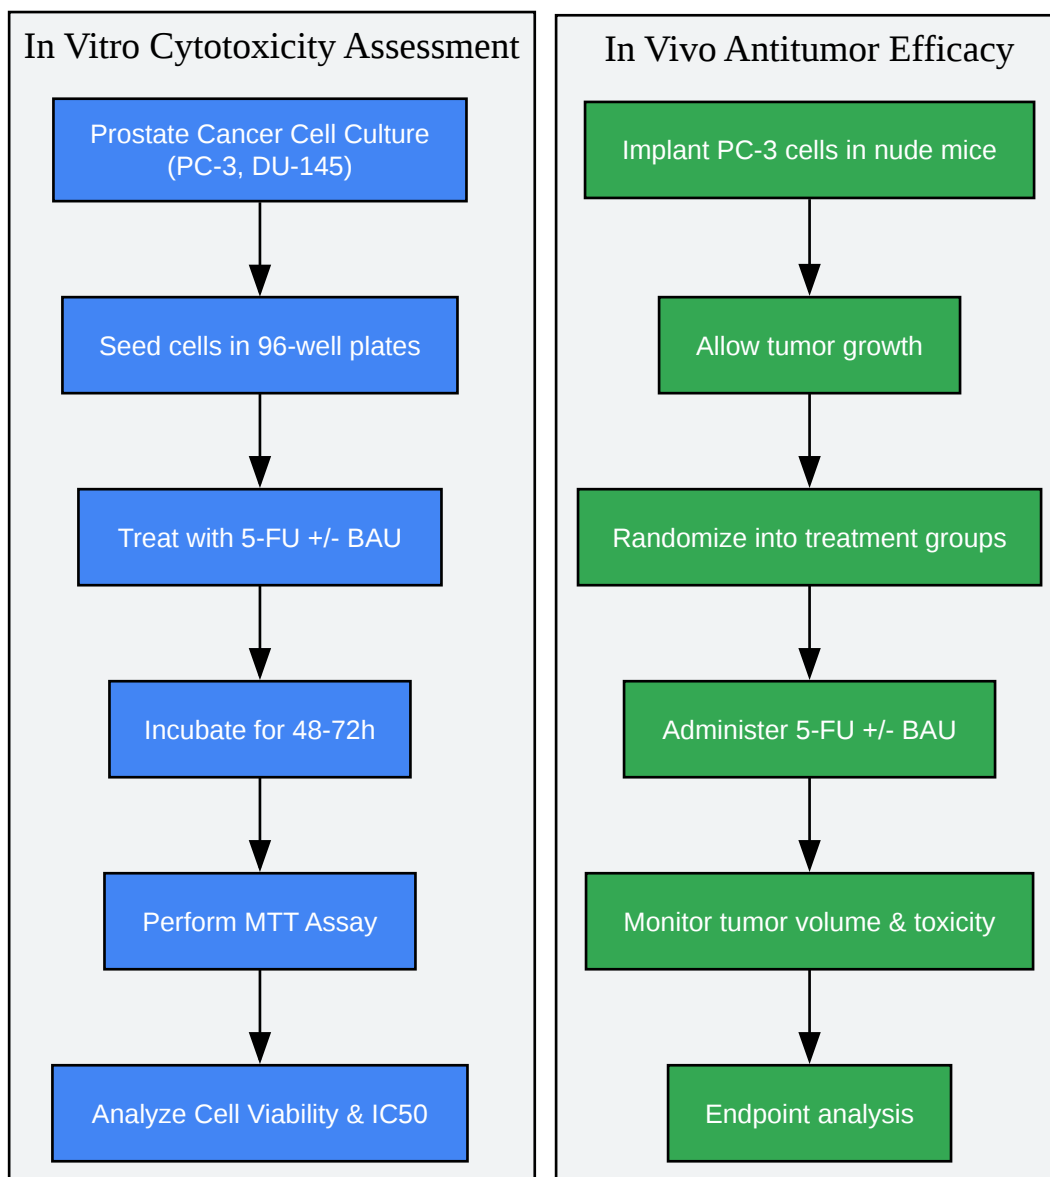 In Vitro Cytotoxicity Assessment
Prostate Cancer Cell Culture
(PC-3, DU-145)
Seed cells in 96-well plates
Treat with 5-FU +/- BAU
Incubate for 48-72h
Perform MTT Assay
Analyze Cell Viability & IC50
In Vivo Antitumor Efficacy
Implant PC-3 cells in nude mice
Allow tumor growth
Randomize into treatment groups
Administer 5-FU +/- BAU
Monitor tumor volume & toxicity
Endpoint analysis